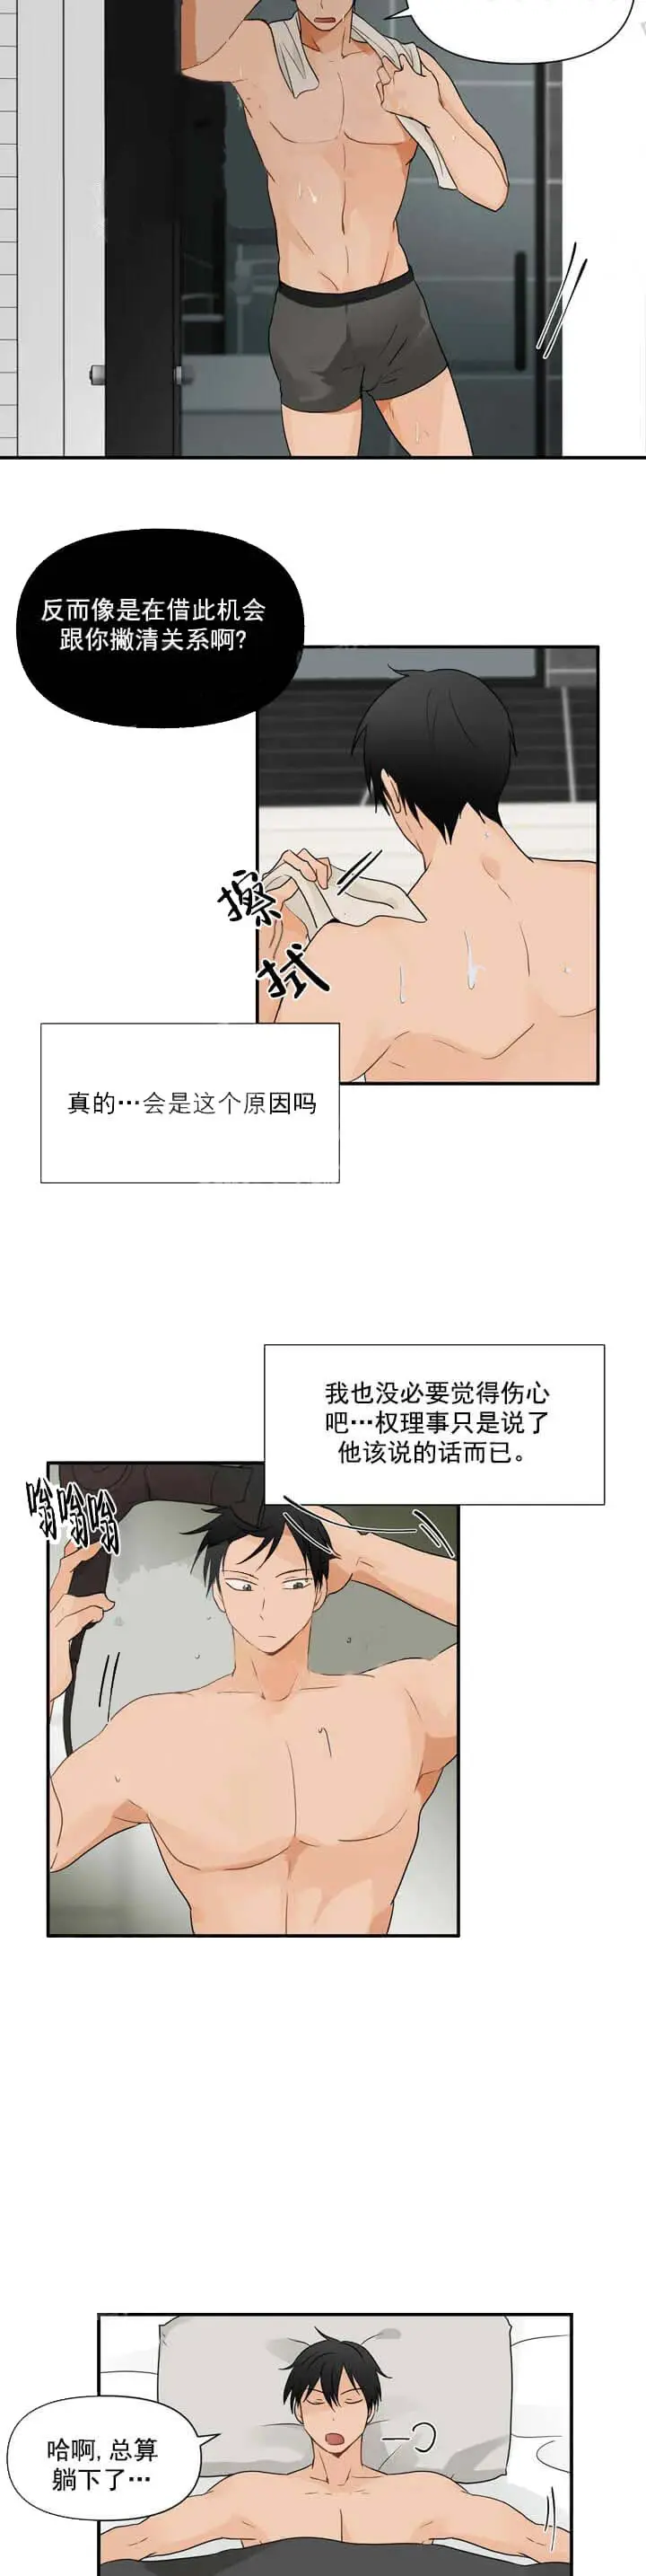 反而像是在借此机会
跟你撇清关系啊?
擦
拭
真的…会是这个原因吗
我也没必要觉得伤心
吧…权理事只是说了
他该说的话而已。
嗡嗡嗡
哈啊, 总算
躺下了…